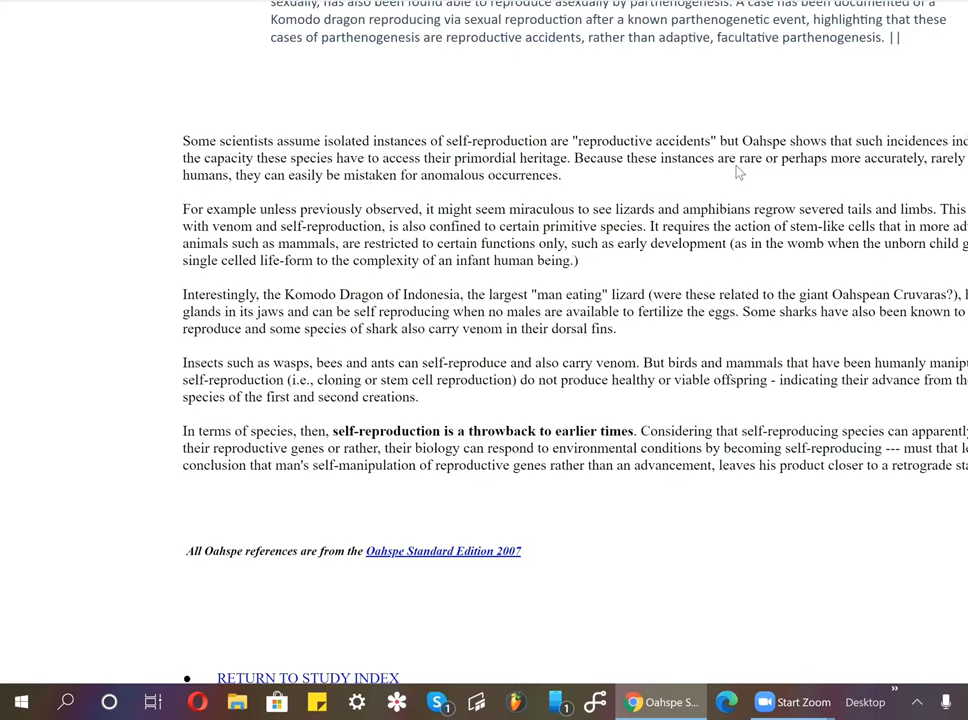 sexually, has also been found able to reproduce asexually by parthenogenesis. A case has been documented of a
Komodo dragon reproducing via sexual reproduction after a known parthenogenetic event, highlighting that these
cases of parthenogenesis are reproductive accidents, rather than adaptive, facultative parthenogenesis. ||
Some scientists assume isolated instances of self-reproduction are "reproductive accidents" but Oahspe shows that such incidences
the capacity these species have to access their primordial heritage. Because these instances are rare or perhaps more accurately, rarely
humans, they can easily be mistaken for anomalous occurrences.
For example unless previously observed, it might seem miraculous to see lizards and amphibians regrow severed tails and limbs. This
with venom and self-reproduction, is also confined to certain primitive species. It requires the action of stem-like cells that in more
animals such as mammals, are restricted to certain functions only, such as early development (as in the womb when the unborn child
single celled life-form to the complexity of an infant human being.)
Interestingly, the Komodo Dragon of Indonesia, the largest "man eating" lizard (were these related to the giant Oahspean Cruvaras?),
glands in its jaws and can be self reproducing when no males are available to fertilize the eggs. Some sharks have also been known to
reproduce and some species of shark also carry venom in their dorsal fins.
Insects such as wasps, bees and ants can self-reproduce and also carry venom. But birds and mammals that have been humanly
self-reproduction (i.e., cloning or stem cell reproduction) do not produce healthy or viable offspring - indicating their advance from
species of the first and second creations.
In terms of species, then, self-reproduction is a throwback to earlier times. Considering that self-reproducing species can apparently
their reproductive genes or rather, their biology can respond to environmental conditions by becoming self-reproducing --- must that
conclusion that man's self-manipulation of reproductive genes rather than an advancement, leaves his product closer to a retrograde
All Oahspe references are from the Oahspe Standard Edition 2007
● RETURN TO STUDY INDEX
1 1 Oahspe S... Start Zoom Desktop »